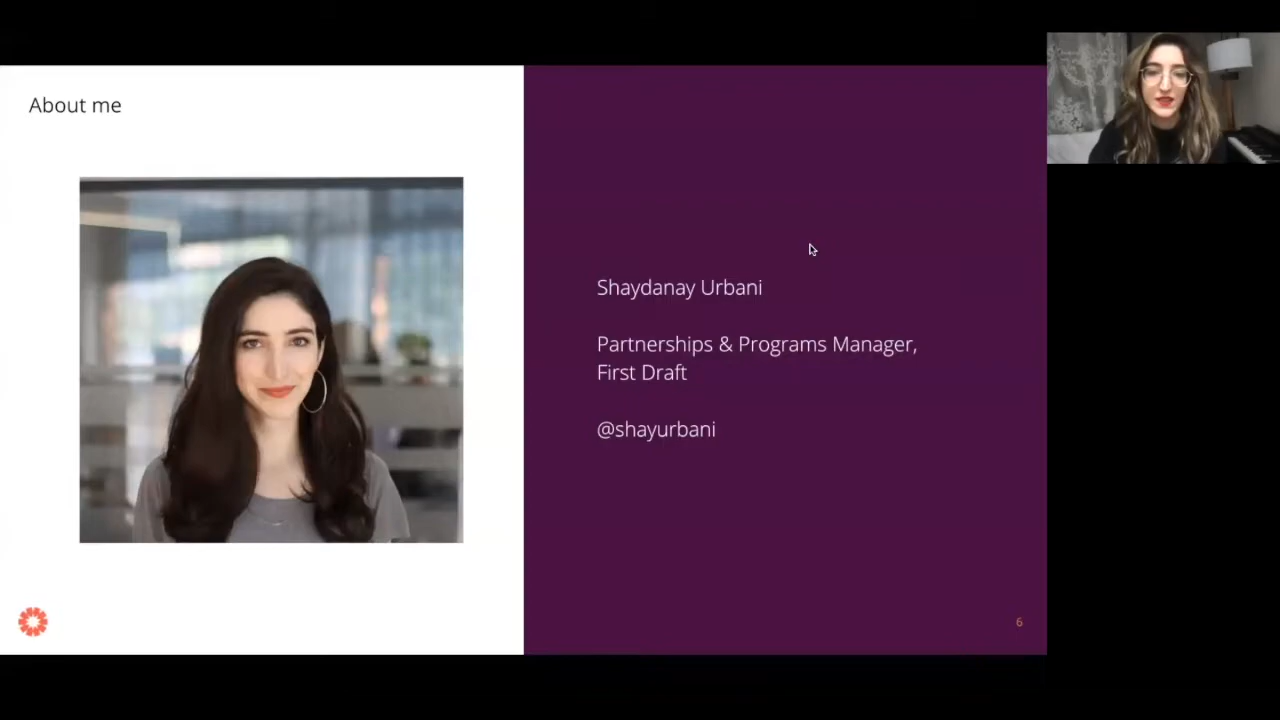 About me
Shaydanay Urbani
Partnerships & Programs Manager,
First Draft
@shayurbani
6